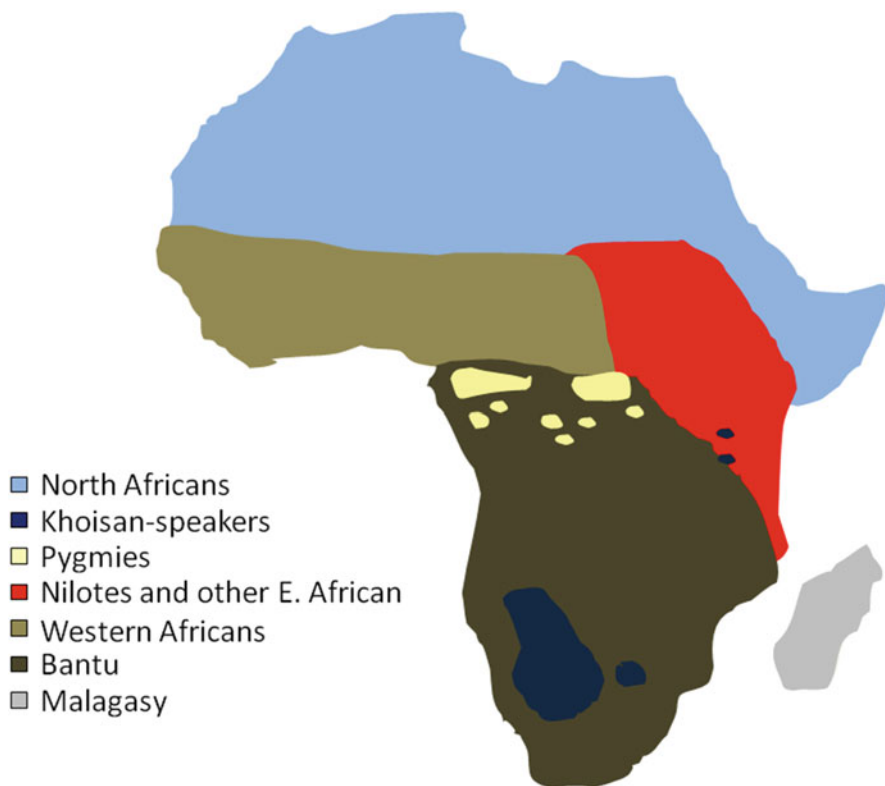 North Africans
Khoisan-speakers
Pygmies
Nilotes and other E. African
Western Africans
Bantu
Malagasy